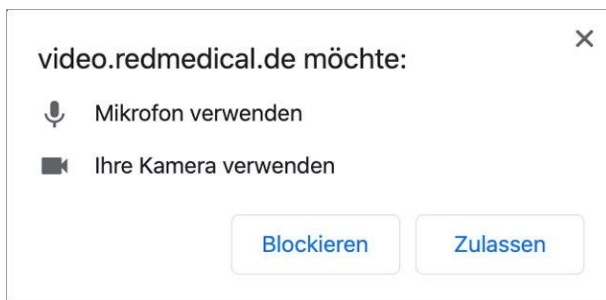 video.redmedical.de möchte:
Mikrofon verwenden
Ihre Kamera verwenden
Blockieren
Zulassen